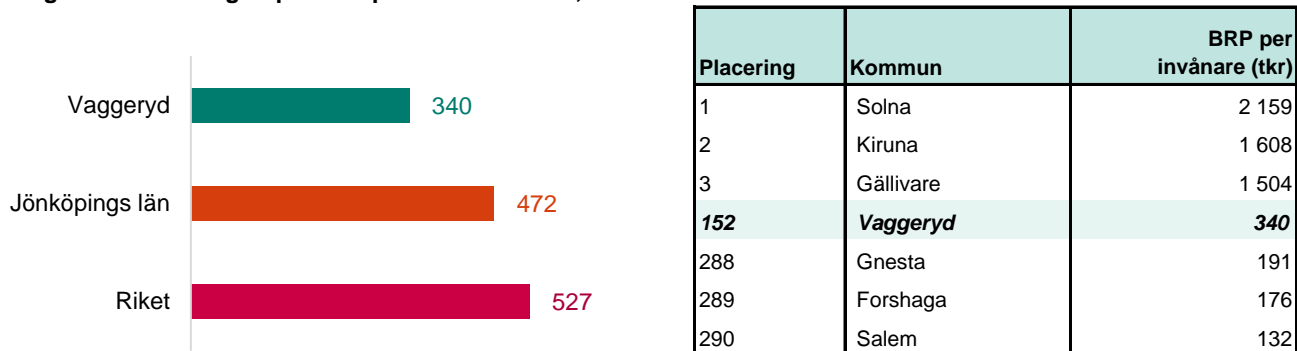 Vaggeryd 340
Jönköpings län 472
Riket 527
Placering Kommun BRP per invånare (tkr)
1 Solna 2 159
2 Kiruna 1 608
3 Gällivare 1 504
152 Vaggeryd 340
288 Gnesta 191
289 Forshaga 176
290 Salem 132